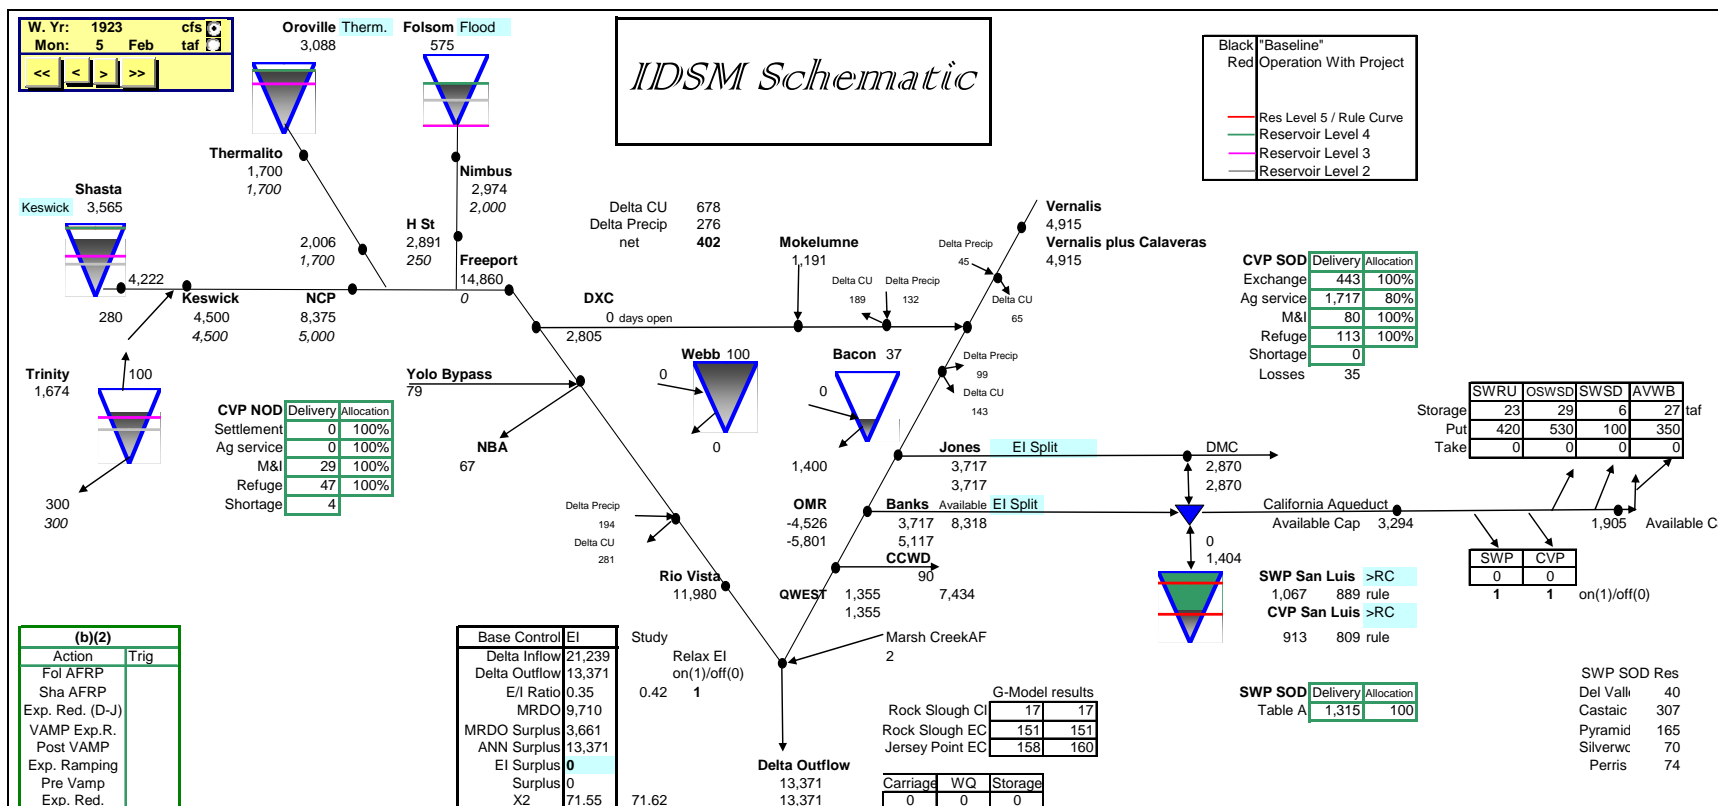 W. Yr: 1923 cfs
Mon: 5 Feb taf
<< < > >>
Oroville Therm.
3,088
Folsom Flood
575
IDSM Schematic
Black "Baseline"
Red Operation With Project
Res Level 5 / Rule Curve
Reservoir Level 4
Reservoir Level 3
Reservoir Level 2
Thermalito
1,700
1,700
Nimbus
2,974
2,000
Shasta
Keswick 3,565
H St
2,891
250
2,006
1,700
Freeport
14,860
0
Delta CU 678
Delta Precip 276
net 402
Mokelumne
1,191
Vernalis
4,915
Vernalis plus Calaveras
4,915
Delta Precip
45
Delta CU
65
Delta CU
189
Delta Precip
132
4,222
280
Keswick
4,500
4,500
NCP
8,375
5,000
DXC
0 days open
2,805
CVP SOD Delivery Allocation
Exchange 443 100%
Ag service 1,717 80%
M&I 80 100%
Refuge 113 100%
Shortage 0
Losses 35
Trinity
1,674
100
300
300
Yolo Bypass
79
Webb 100
0
0
Bacon 37
0
1,400
Delta Precip
99
Delta CU
143
CVP NOD Delivery Allocation
Settlement 0 100%
Ag service 0 100%
M&I 29 100%
Refuge 47 100%
Shortage 4
NBA
67
SWRU OSWSD SWSD AVWB
Storage 23 29 6 27 taf
Put 420 530 100 350
Take 0 0 0 0
Jones EI Split
3,717
3,717
DMC
2,870
2,870
Delta Precip
194
Delta CU
281
OMR
-4,526
-5,801
Banks Available EI Split
3,717 8,318
5,117
California Aqueduct
Available Cap 3,294
1,905 Available C
0
1,404
CCWD
90
SWP CVP
0 0
1 1 on(1)/off(0)
Rio Vista
11,980
QWEST 1,355 7,434
1,355
SWP San Luis >RC
1,067 889 rule
CVP San Luis >RC
913 809 rule
(b)(2)
Action Trig
Fol AFRP
Sha AFRP
Exp. Red. (D-J)
VAMP Exp.R.
Post VAMP
Exp. Ramping
Pre Vamp
Exp. Red.
Base Control EI Study
Delta Inflow 21,239 Relax EI
Delta Outflow 13,371 on(1)/off(0)
E/I Ratio 0.35 0.42 1
MRDO 9,710
MRDO Surplus 3,661
ANN Surplus 13,371
EI Surplus 0
Surplus 0
X2 71.55 71.62
Marsh CreekAF
2
G-Model results
Rock Slough Cl 17 17
Rock Slough EC 151 151
Jersey Point EC 158 160
SWP SOD Delivery Allocation
Table A 1,315 100
SWP SOD Res
Del Valle 40
Castaic 307
Pyramid 165
Silverwc 70
Perris 74
Delta Outflow
13,371
13,371
Carriage WQ Storage
0 0 0